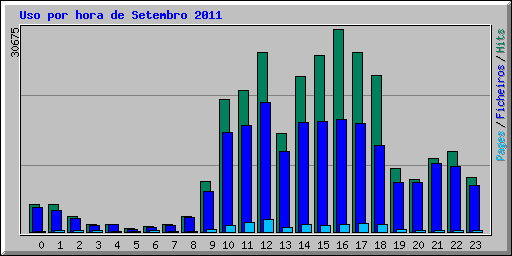 Uso por hora de Setembro 2011
30675
Pages / Ficheiros / Hits
0 1 2 3 4 5 6 7 8 9 10 11 12 13 14 15 16 17 18 19 20 21 22 23